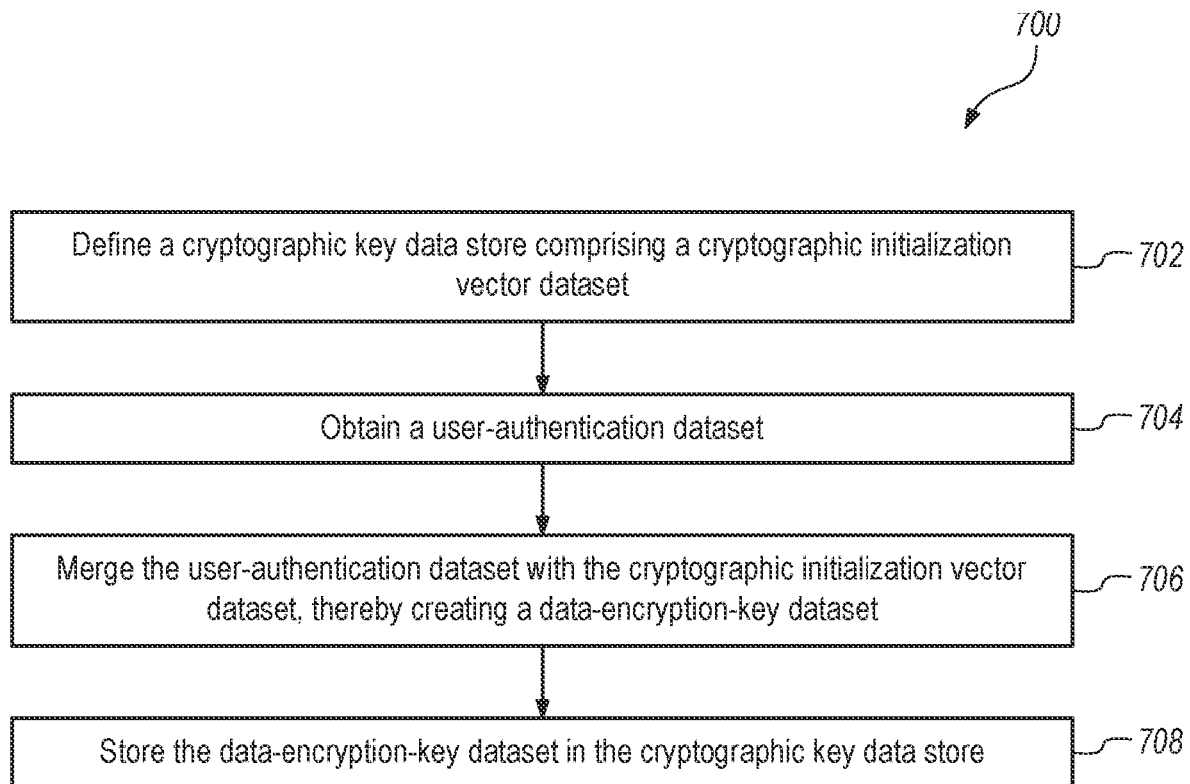 700
Define a cryptographic key data store comprising a cryptographic initialization
vector dataset
702
Obtain a user-authentication dataset
704
Merge the user-authentication dataset with the cryptographic initialization vector
dataset, thereby creating a data-encryption-key dataset
706
Store the data-encryption-key dataset in the cryptographic key data store
708